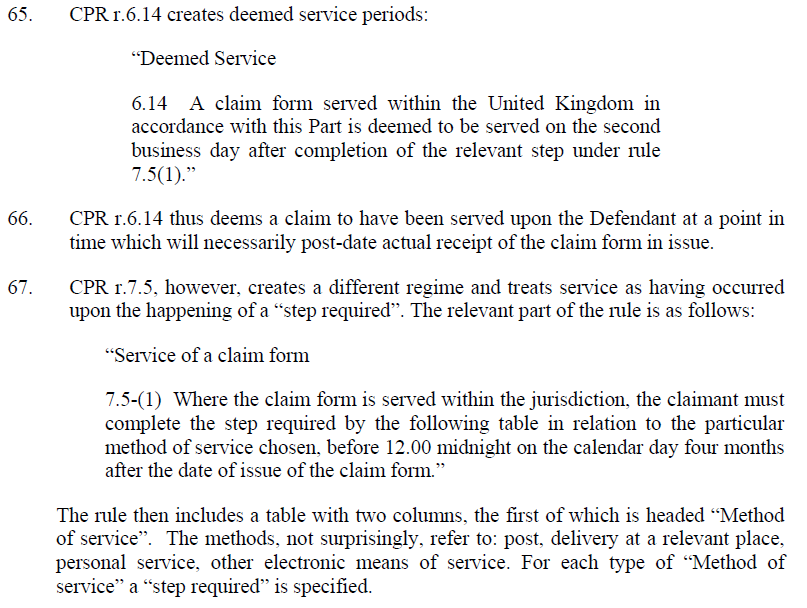 65. CPR r.6.14 creates deemed service periods:
“Deemed Service
6.14 A claim form served within the United Kingdom in
accordance with this Part is deemed to be served on the second
business day after completion of the relevant step under rule
7.5(1).”
66. CPR r.6.14 thus deems a claim to have been served upon the Defendant at a point in
time which will necessarily post-date actual receipt of the claim form in issue.
67. CPR r.7.5, however, creates a different regime and treats service as having occurred
upon the happening of a “step required”. The relevant part of the rule is as follows:
“Service of a claim form
7.5-(1) Where the claim form is served within the jurisdiction, the claimant must
complete the step required by the following table in relation to the particular
method of service chosen, before 12.00 midnight on the calendar day four months
after the date of issue of the claim form.”
The rule then includes a table with two columns, the first of which is headed “Method
of service”. The methods, not surprisingly, refer to: post, delivery at a relevant place,
personal service, other electronic means of service. For each type of “Method of
service” a “step required” is specified.